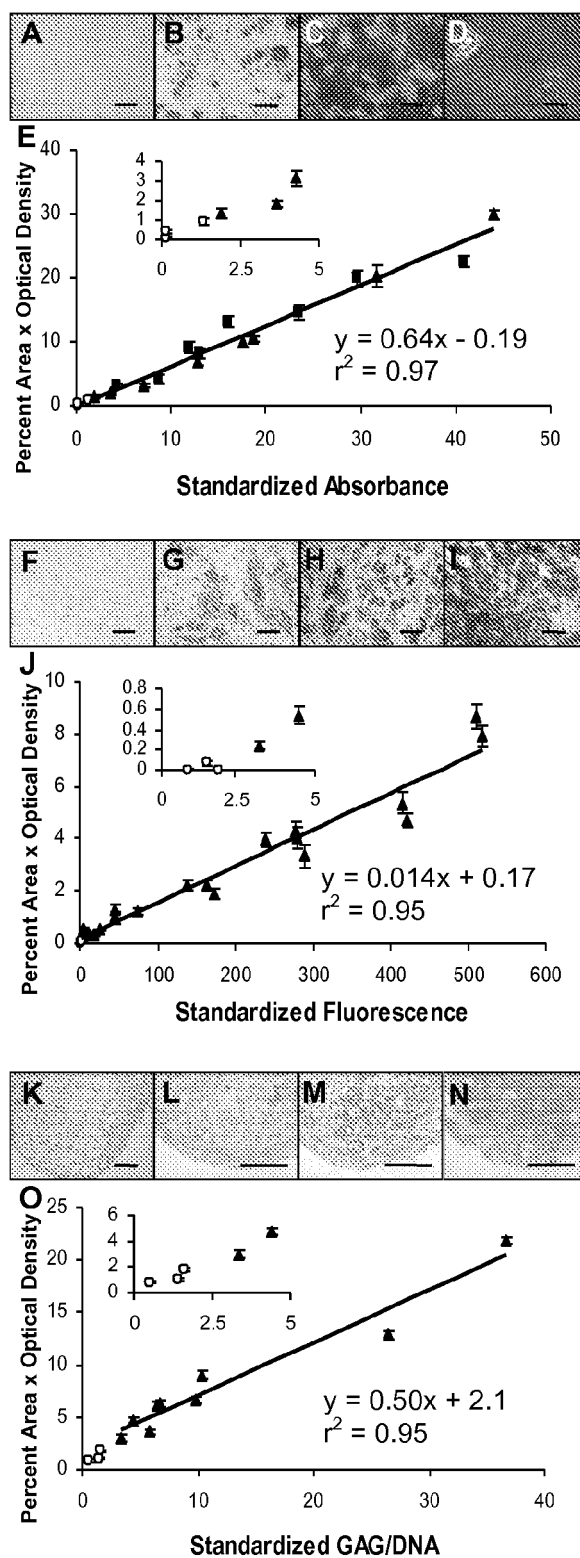 A B C D
E
Percent Area x Optical Density
40
30
20
10
0
4
3
2
1
0
0 2.5 5
y = 0.64x - 0.19
r² = 0.97
0 10 20 30 40 50
Standardized Absorbance
F G H I
J
Percent Area x Optical Density
10
8
6
4
2
0
0.8
0.6
0.4
0.2
0
0 2.5 5
y = 0.014x + 0.17
r² = 0.95
0 100 200 300 400 500 600
Standardized Fluorescence
K L M N
O
Percent Area x Optical Density
25
20
15
10
5
0
6
4
2
0
0 2.5 5
y = 0.50x + 2.1
r² = 0.95
0 10 20 30 40
Standardized GAG/DNA